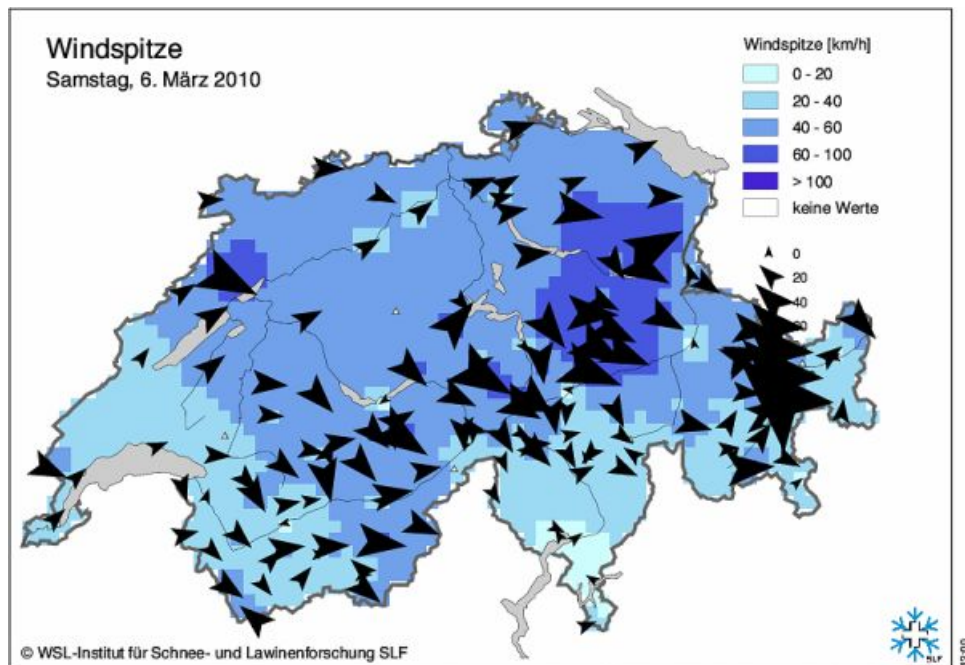 Windspitze
Samstag, 6. März 2010
Windspitze [km/h]
0 - 20
20 - 40
40 - 60
60 - 100
> 100
keine Werte
0
20
40
© WSL-Institut für Schnee- und Lawinenforschung SLF
SLF